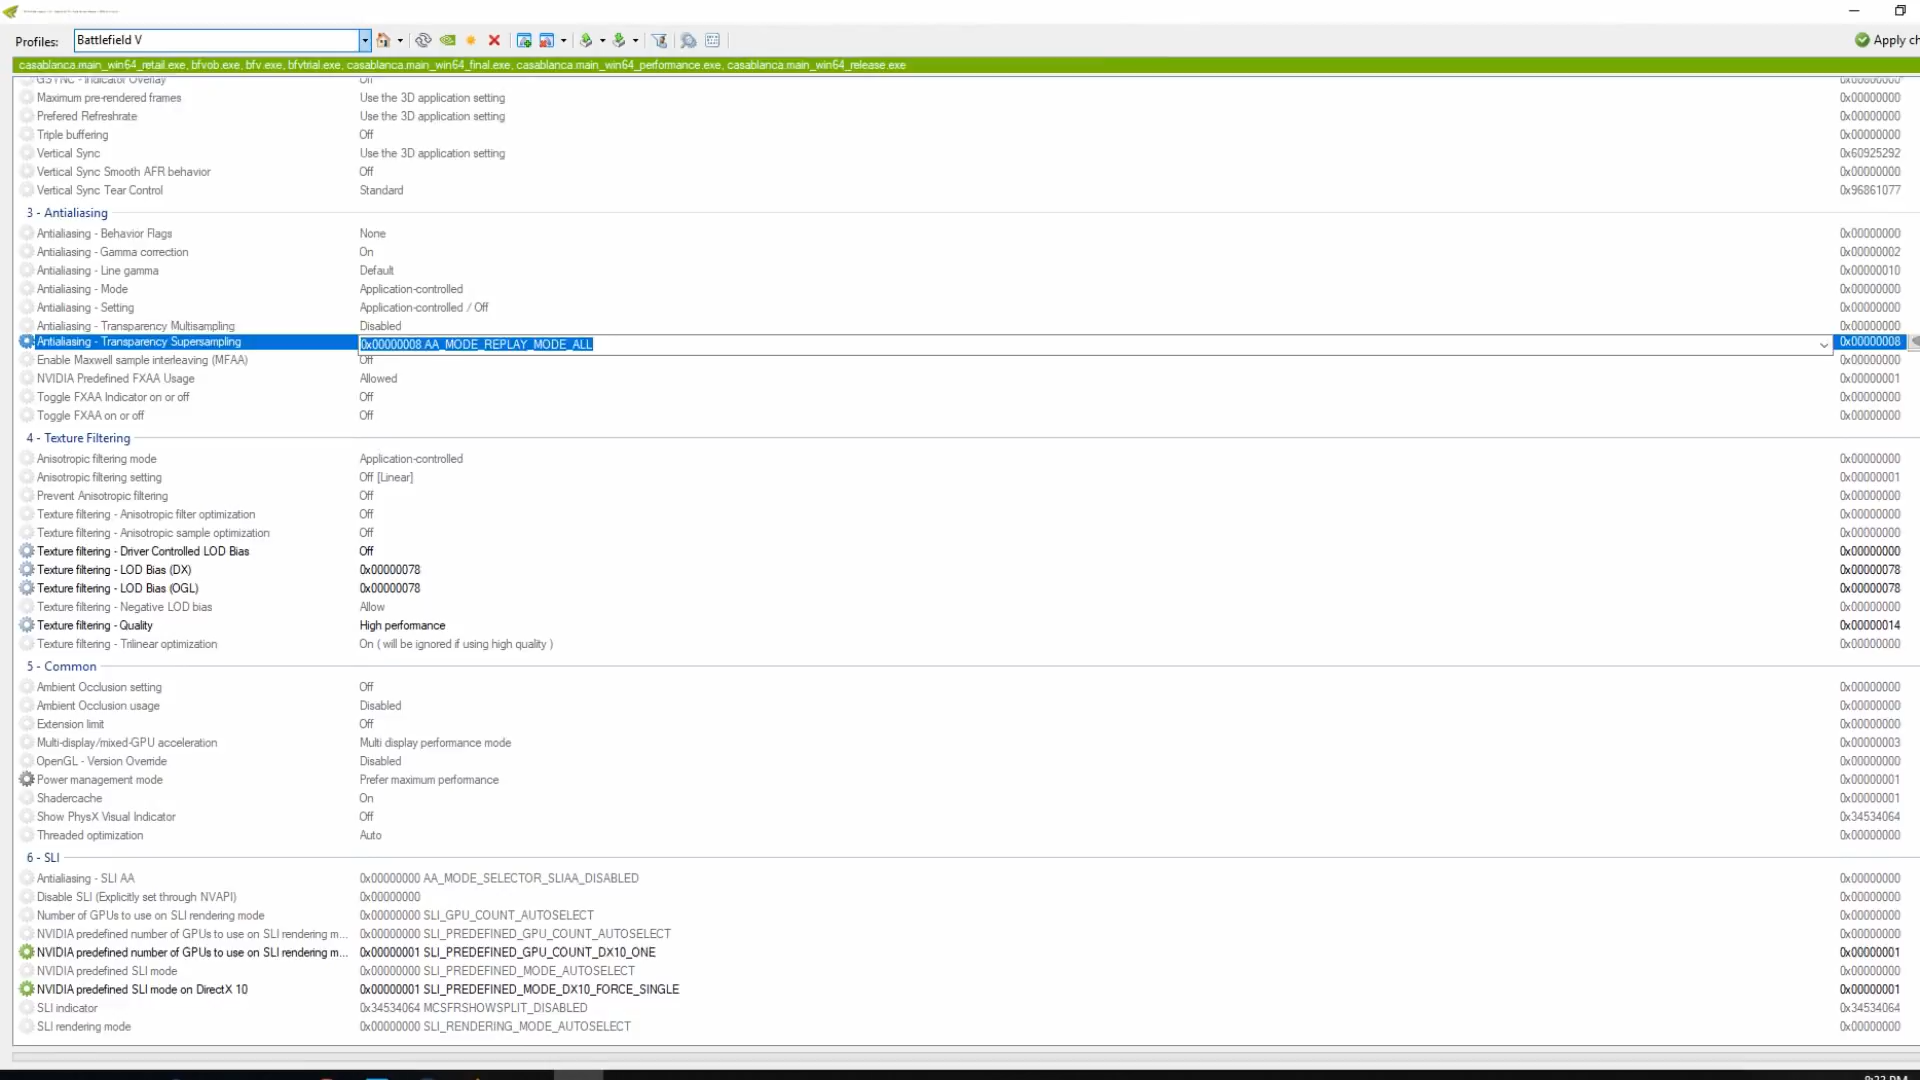 Profiles: Battlefield V Apply ch
casablanca.main_win64_retail.exe, bfvob.exe, bfv.exe, bfvtrial.exe, casablanca.main_win64_final.exe, casablanca.main_win64_performance.exe, casablanca.main_win64_release.exe
GSYNC - Indicator Overlay Off 0x00000000
Maximum pre-rendered frames Use the 3D application setting 0x00000000
Prefered Refreshrate Use the 3D application setting 0x00000000
Triple buffering Off 0x00000000
Vertical Sync Use the 3D application setting 0x60925292
Vertical Sync Smooth AFR behavior Off 0x00000000
Vertical Sync Tear Control Standard 0x96861077
3 - Antialiasing
Antialiasing - Behavior Flags None 0x00000000
Antialiasing - Gamma correction On 0x00000002
Antialiasing - Line gamma Default 0x00000010
Antialiasing - Mode Application-controlled 0x00000000
Antialiasing - Setting Application-controlled / Off 0x00000000
Antialiasing - Transparency Multisampling Disabled 0x00000000
Antialiasing - Transparency Supersampling 0x00000008 AA_MODE_REPLAY_MODE_ALL 0x00000008
Enable Maxwell sample interleaving (MFAA) Off 0x00000000
NVIDIA Predefined FXAA Usage Allowed 0x00000001
Toggle FXAA Indicator on or off Off 0x00000000
Toggle FXAA on or off Off 0x00000000
4 - Texture Filtering
Anisotropic filtering mode Application-controlled 0x00000000
Anisotropic filtering setting Off [Linear] 0x00000001
Prevent Anisotropic filtering Off 0x00000000
Texture filtering - Anisotropic filter optimization Off 0x00000000
Texture filtering - Anisotropic sample optimization Off 0x00000000
Texture filtering - Driver Controlled LOD Bias Off 0x00000000
Texture filtering - LOD Bias (DX) 0x00000078 0x00000078
Texture filtering - LOD Bias (OGL) 0x00000078 0x00000078
Texture filtering - Negative LOD bias Allow 0x00000000
Texture filtering - Quality High performance 0x00000014
Texture filtering - Trilinear optimization On ( will be ignored if using high quality ) 0x00000000
5 - Common
Ambient Occlusion setting Off 0x00000000
Ambient Occlusion usage Disabled 0x00000000
Extension limit Off 0x00000000
Multi-display/mixed-GPU acceleration Multi display performance mode 0x00000003
OpenGL - Version Override Disabled 0x00000000
Power management mode Prefer maximum performance 0x00000001
Shadercache On 0x00000001
Show PhysX Visual Indicator Off 0x34534064
Threaded optimization Auto 0x00000000
6 - SLI
Antialiasing - SLI AA 0x00000000 AA_MODE_SELECTOR_SLIAA_DISABLED 0x00000000
Disable SLI (Explicitly set through NVAPI) 0x00000000 0x00000000
Number of GPUs to use on SLI rendering mode 0x00000000 SLI_GPU_COUNT_AUTOSELECT 0x00000000
NVIDIA predefined number of GPUs to use on SLI rendering m... 0x00000000 SLI_PREDEFINED_GPU_COUNT_AUTOSELECT 0x00000000
NVIDIA predefined number of GPUs to use on SLI rendering m... 0x00000001 SLI_PREDEFINED_GPU_COUNT_DX10_ONE 0x00000001
NVIDIA predefined SLI mode 0x00000000 SLI_PREDEFINED_MODE_AUTOSELECT 0x00000000
NVIDIA predefined SLI mode on DirectX 10 0x00000001 SLI_PREDEFINED_MODE_DX10_FORCE_SINGLE 0x00000001
SLI indicator 0x34534064 MCSFRSHOWSPLIT_DISABLED 0x34534064
SLI rendering mode 0x00000000 SLI_RENDERING_MODE_AUTOSELECT 0x00000000